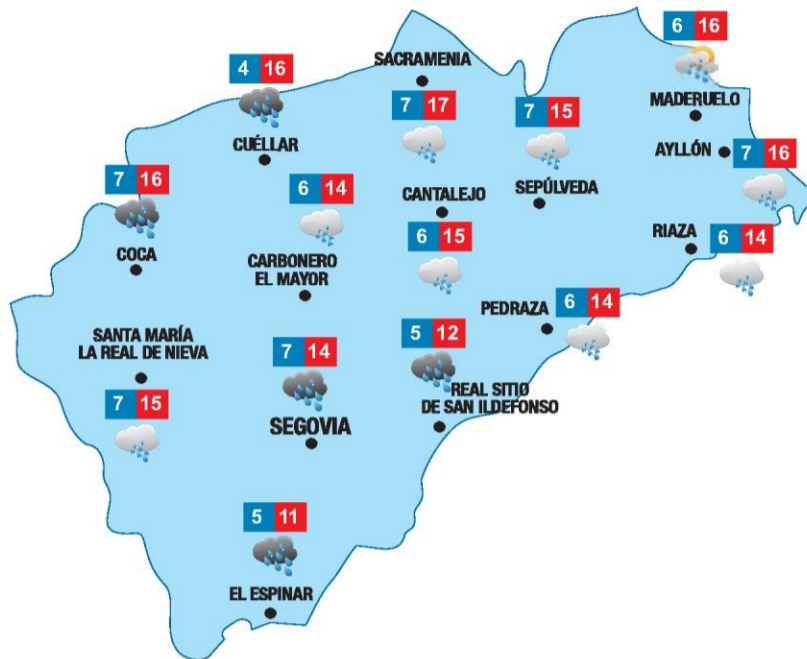 6 16
MADERUELO
SACRAMENIA
7 17
4 16
CUÉLLAR
7 15
SEPÚLVEDA
AYLLÓN
7 16
7 16
COCA
6 14
CARBONERO
EL MAYOR
CANTALEJO
6 15
RIAZA
6 14
PEDRAZA
6 14
SANTA MARÍA
LA REAL DE NIEVA
7 15
7 14
SEGOVIA
5 12
REAL SITIO
DE SAN ILDEFONSO
5 11
EL ESPINAR